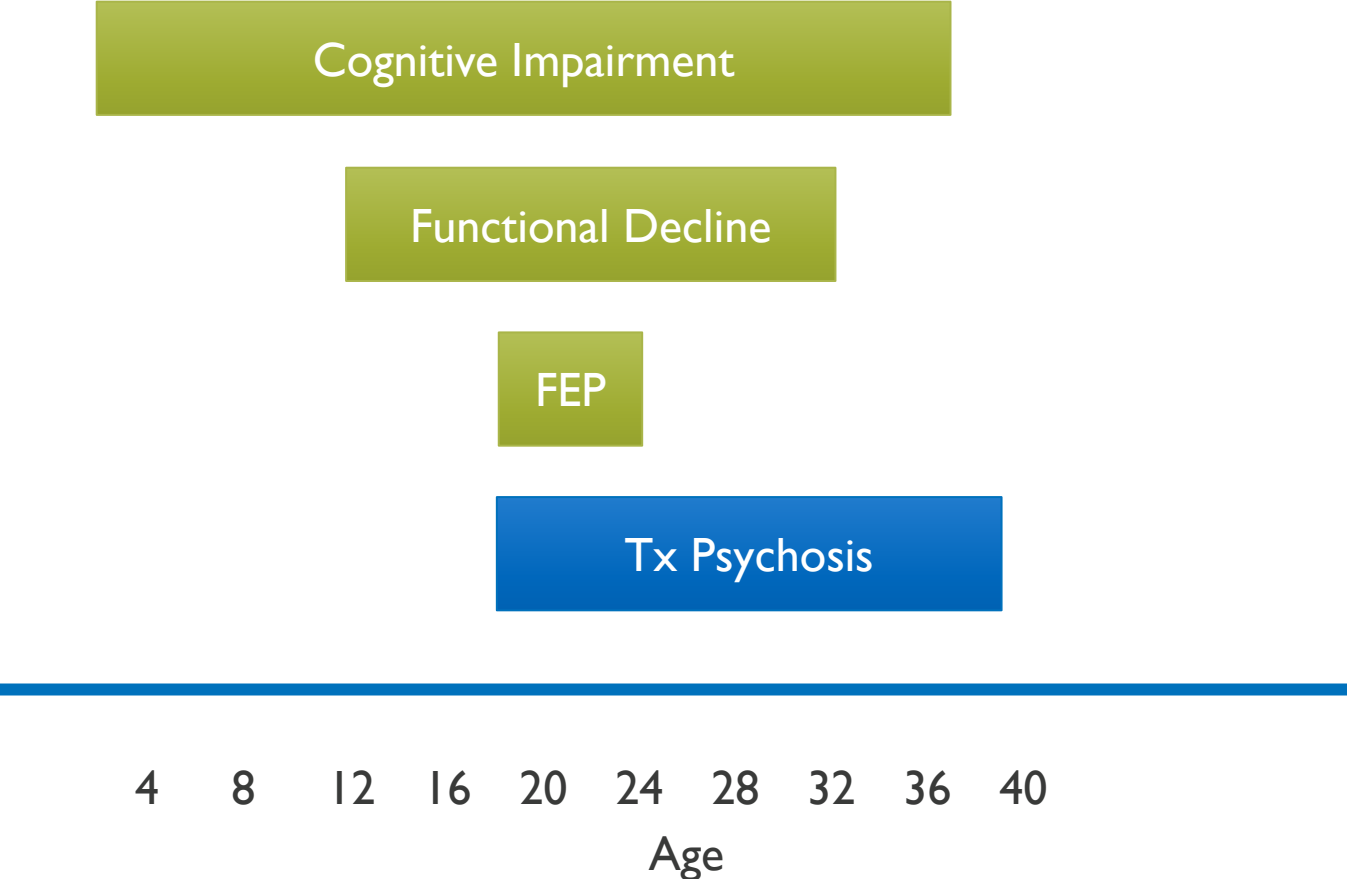 Cognitive Impairment
Functional Decline
FEP
Tx Psychosis
4 8 12 16 20 24 28 32 36 40
Age